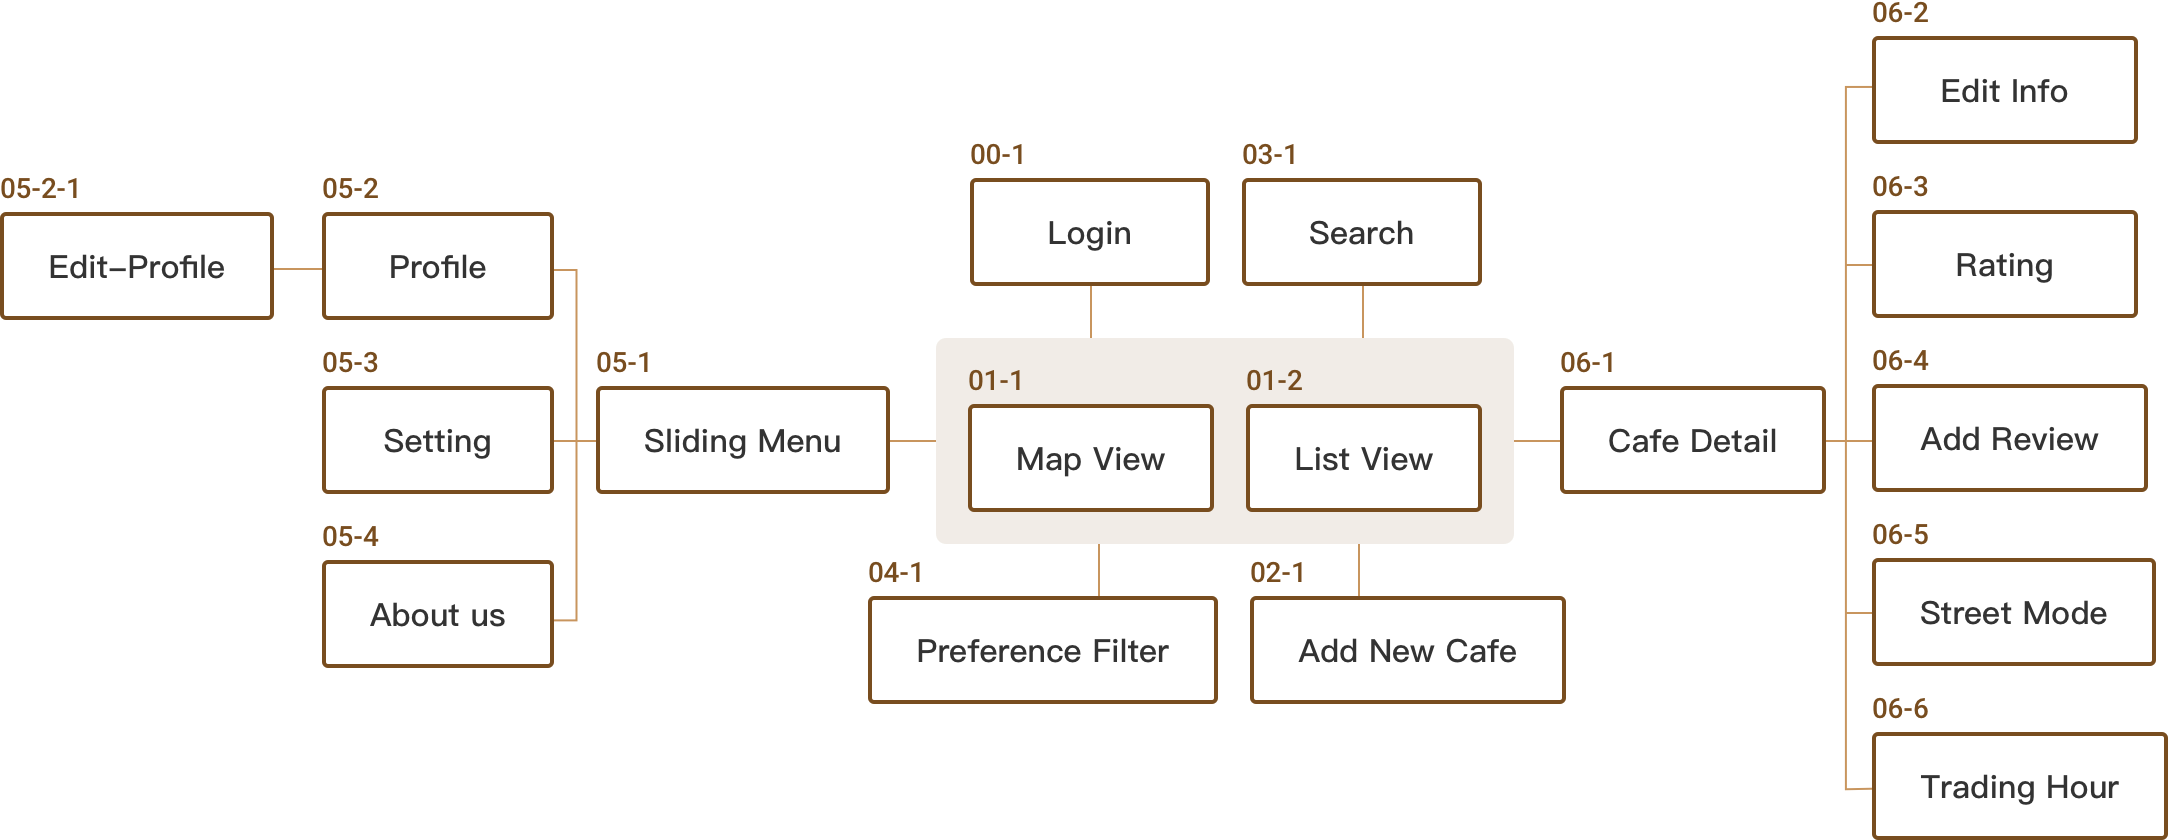 05-2-1
Edit–Profile
05-2
Profile
05-3
Setting
05-4
About us
05-1
Sliding Menu
00-1
Login
03-1
Search
01-1
Map View
01-2
List View
04-1
Preference Filter
02-1
Add New Cafe
06-1
Cafe Detail
06-2
Edit Info
06-3
Rating
06-4
Add Review
06-5
Street Mode
06-6
Trading Hour